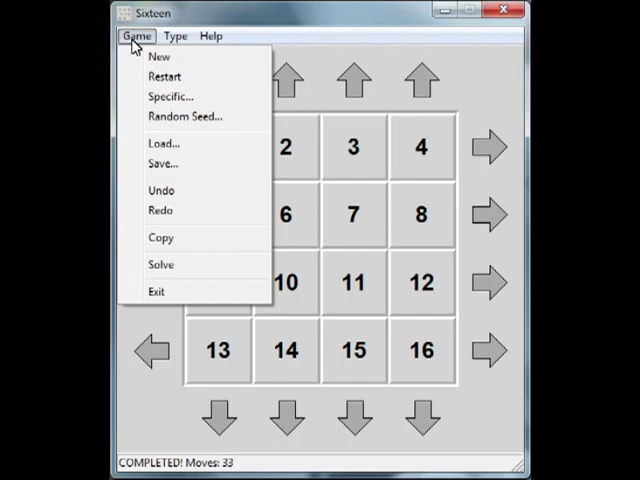 Sixteen
Game Type Help
New
Restart
Specific...
Random Seed...
Load...
Save...
Undo
Redo
Copy
Solve
Exit
2 3 4
6 7 8
10 11 12
13 14 15 16
COMPLETED! Moves: 33